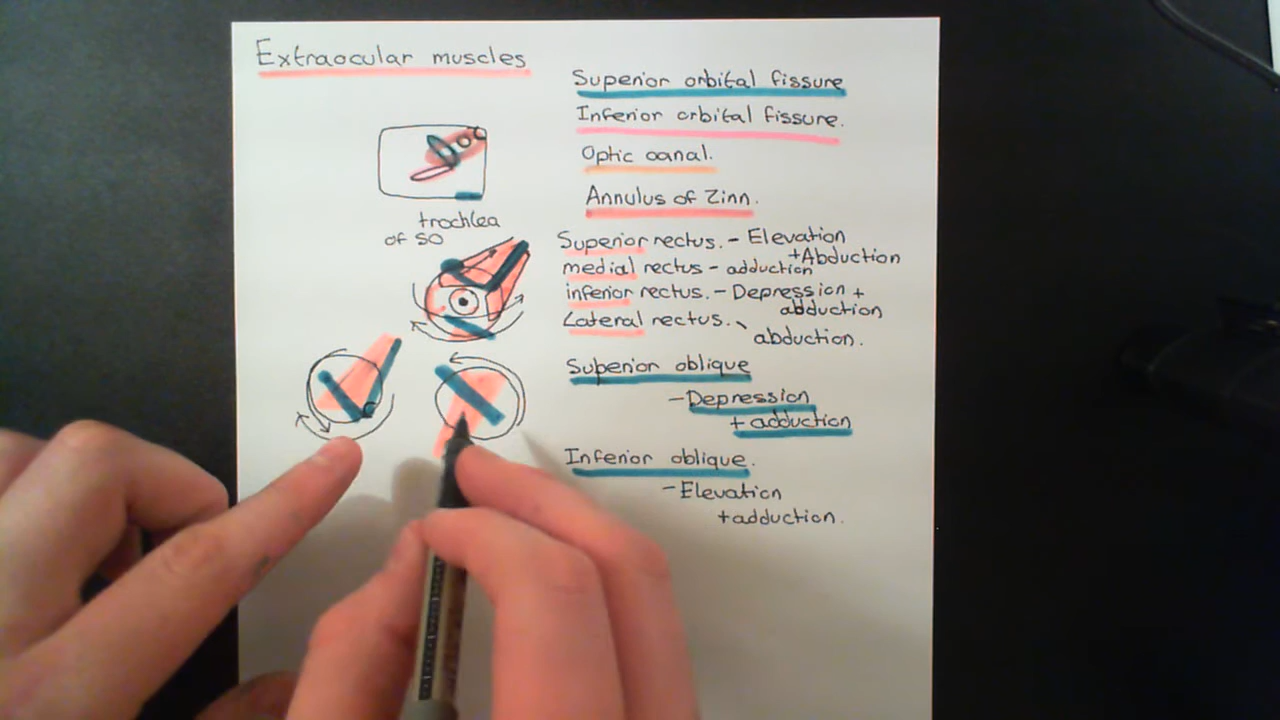 Extraocular muscles
Superior orbital fissure
Inferior orbital fissure.
Optic canal.
Annulus of Zinn.
trochlea
of SO
Superior rectus. - Elevation
+Abduction
medial rectus - adduction
inferior rectus. - Depression +
abduction
Lateral rectus.
abduction.
Superior oblique
- Depression
+ adduction
Inferior oblique.
- Elevation
+adduction.